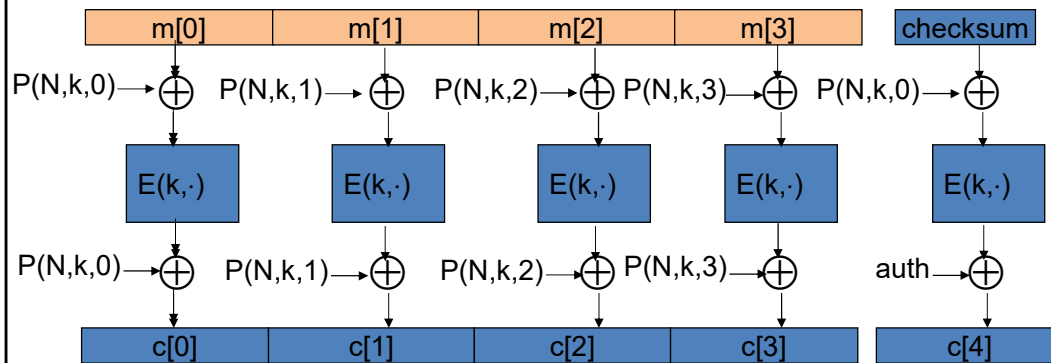 m[0] m[1] m[2] m[3] checksum
P(N,k,0) P(N,k,1) P(N,k,2) P(N,k,3) P(N,k,0)
E(k,·) E(k,·) E(k,·) E(k,·) E(k,·)
P(N,k,0) P(N,k,1) P(N,k,2) P(N,k,3) auth
c[0] c[1] c[2] c[3] c[4]